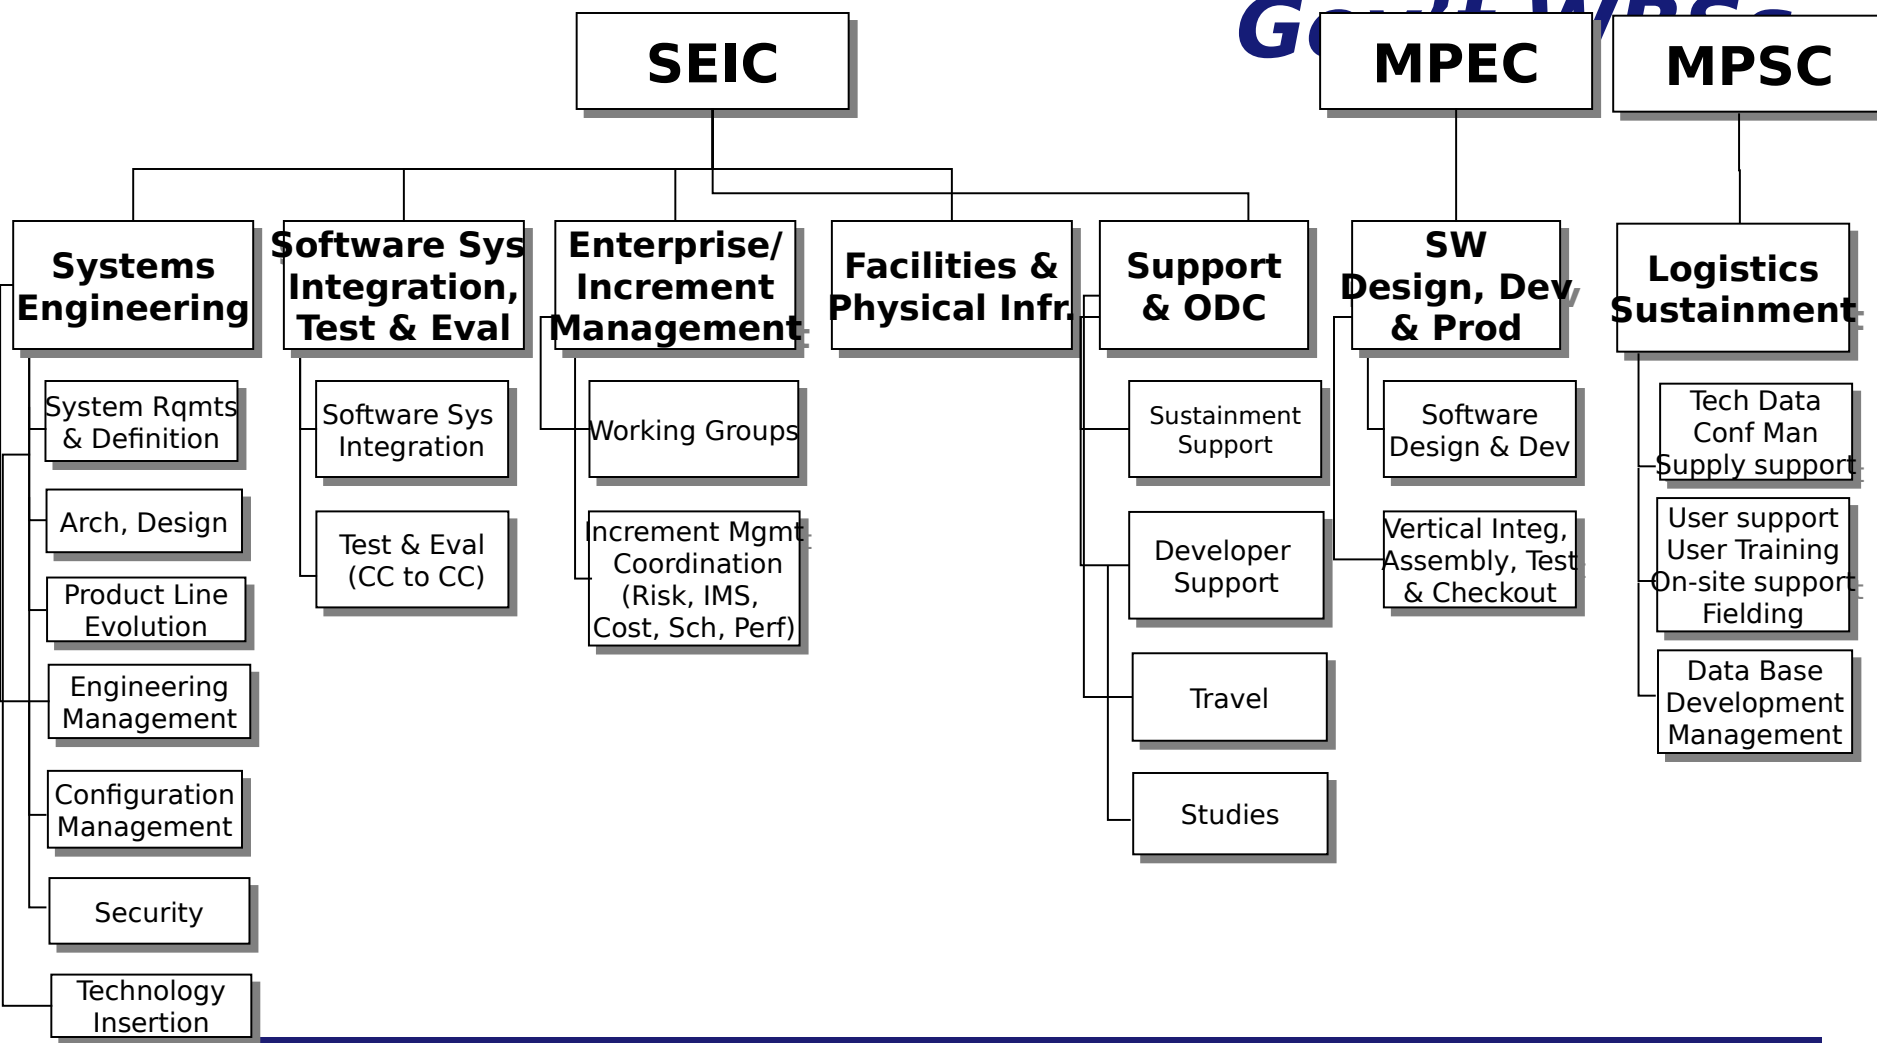 Gov't WBSs
SEIC
MPEC
MPSC
Systems
Engineering
Software Sys
Integration,
Test & Eval
Enterprise/
Increment
Management
Facilities &
Physical Infr.
Support
& ODC
SW
Design, Dev
& Prod
Logistics
Sustainment
System Rqmts
& Definition
Arch, Design
Product Line
Evolution
Engineering
Management
Configuration
Management
Security
Technology
Insertion
Software Sys
Integration
Test & Eval
(CC to CC)
Working Groups
Increment Mgmt
Coordination
(Risk, IMS,
Cost, Sch, Perf)
Sustainment
Support
Developer
Support
Travel
Studies
Software
Design & Dev
Vertical Integ,
Assembly, Test
& Checkout
Tech Data
Conf Man
Supply support
User support
User Training
On-site support
Fielding
Data Base
Development
Management